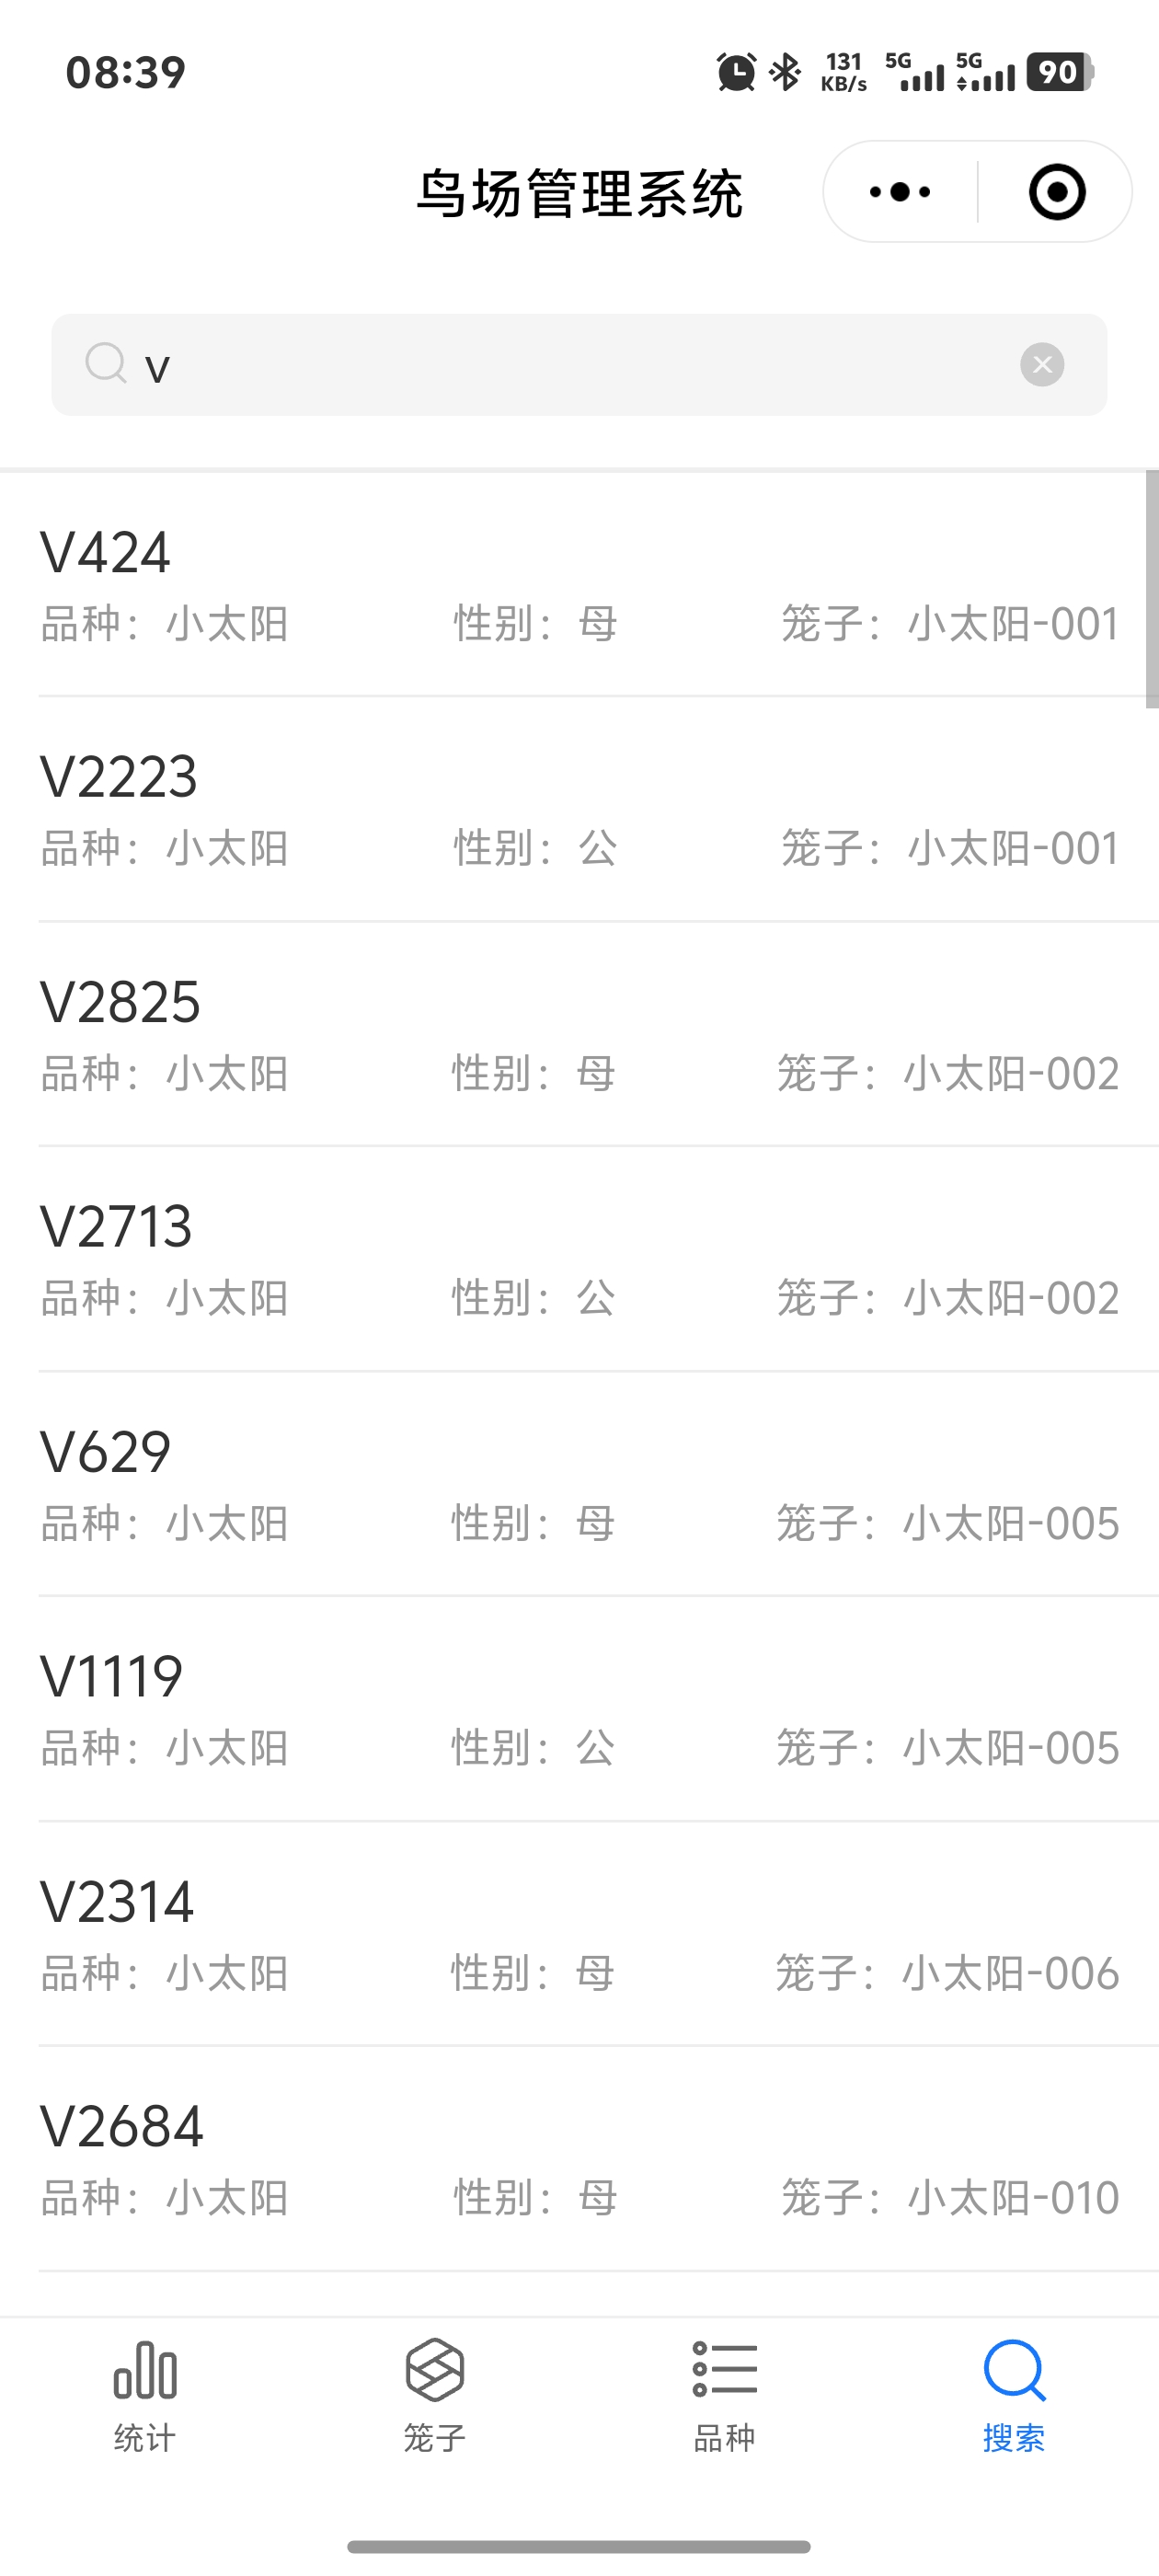 08:39
131 KB/s 5G 5G 90
鸟场管理系统
v
V424
品种：小太阳 性别：母 笼子：小太阳-001
V2223
品种：小太阳 性别：公 笼子：小太阳-001
V2825
品种：小太阳 性别：母 笼子：小太阳-002
V2713
品种：小太阳 性别：公 笼子：小太阳-002
V629
品种：小太阳 性别：母 笼子：小太阳-005
V1119
品种：小太阳 性别：公 笼子：小太阳-005
V2314
品种：小太阳 性别：母 笼子：小太阳-006
V2684
品种：小太阳 性别：母 笼子：小太阳-010
统计 笼子 品种 搜索